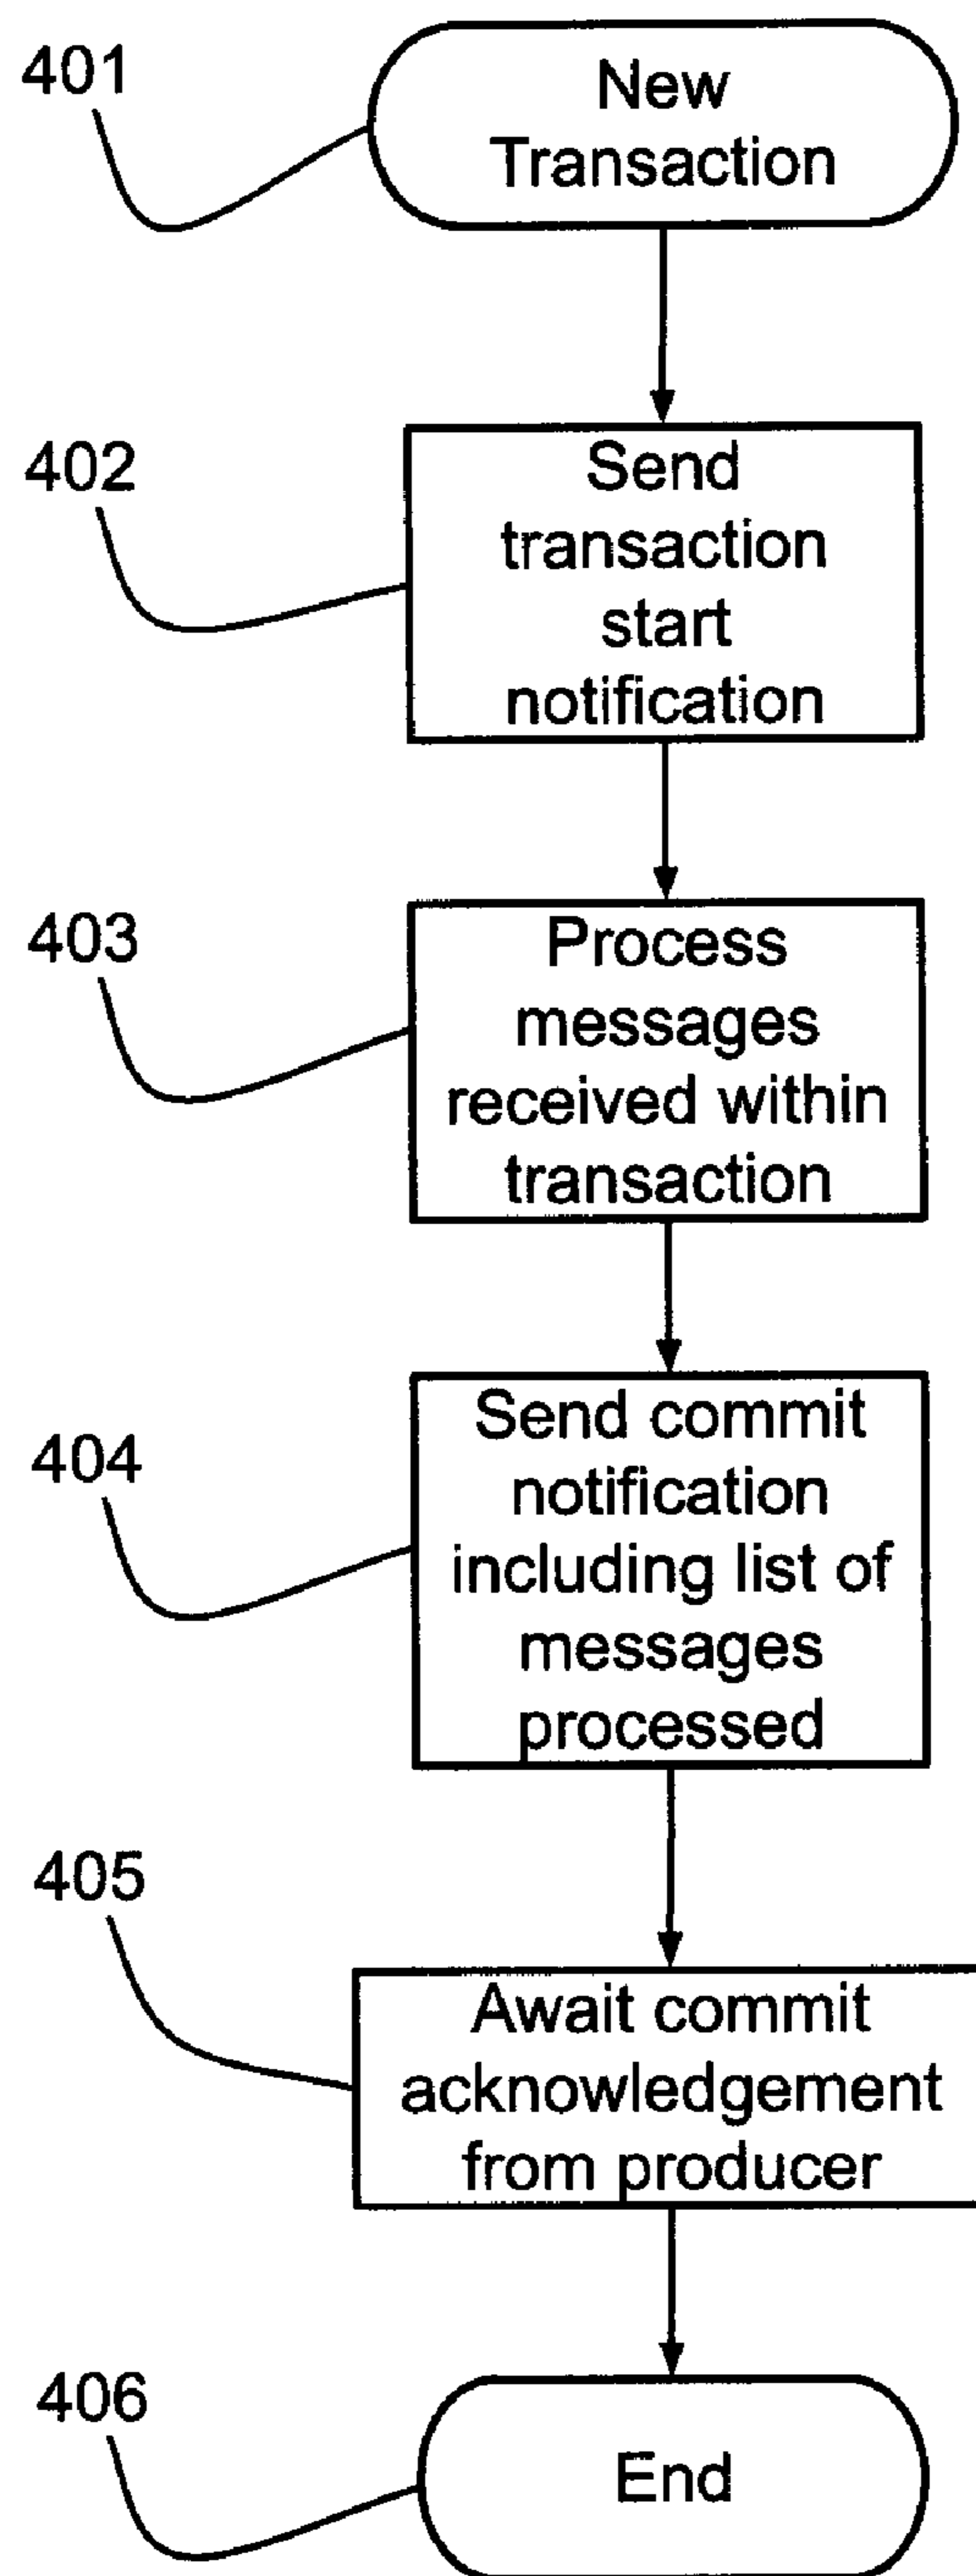 401
New
Transaction
402
Send
transaction
start
notification
403
Process
messages
received within
transaction
404
Send commit
notification
including list of
messages
processed
405
Await commit
acknowledgement
from producer
406
End